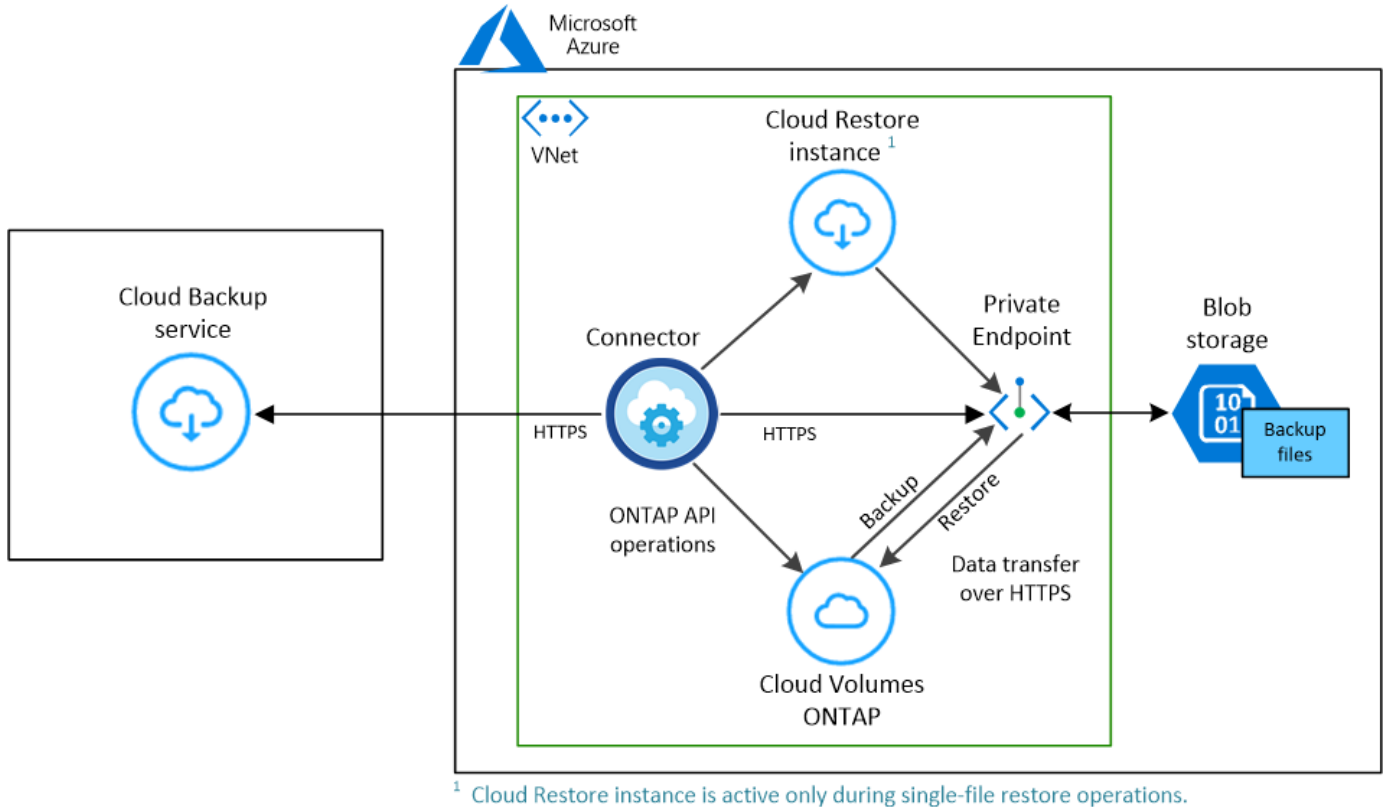 Microsoft
Azure
VNet
Cloud Restore
instance 1
Cloud Backup
service
Connector
Private
Endpoint
Blob
storage
10
01
Backup
files
HTTPS
HTTPS
ONTAP API
operations
Backup
Restore
Data transfer
over HTTPS
Cloud Volumes
ONTAP
1 Cloud Restore instance is active only during single-file restore operations.